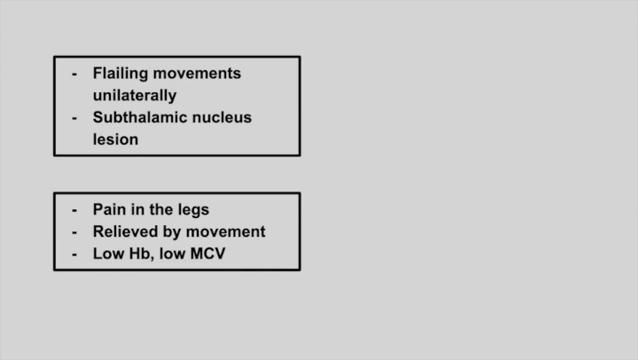 - Flailing movements
unilaterally
- Subthalamic nucleus
lesion
- Pain in the legs
- Relieved by movement
- Low Hb, low MCV